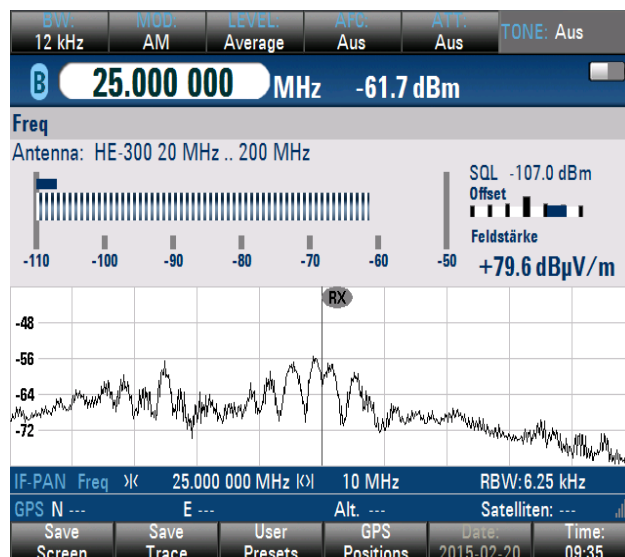 BW: MOD: LEVEL: AFC: ATT: TONE: Aus
12 kHz AM Average Aus Aus
B 25.000 000 MHz -61.7 dBm
Freq
Antenna: HE-300 20 MHz .. 200 MHz
SQL -107.0 dBm
Offset
Feldstärke
-110 -100 -90 -80 -70 -60 -50
+79.6 dBµV/m
RX
-48
-56
-64
-72
IF-PAN Freq 25.000 000 MHz 10 MHz RBW: 6.25 kHz
GPS N --- E --- Alt. --- Satelliten: ---
Save Save User GPS Date: Time:
Screen Trace Presets Positions 2015-02-20 09:35